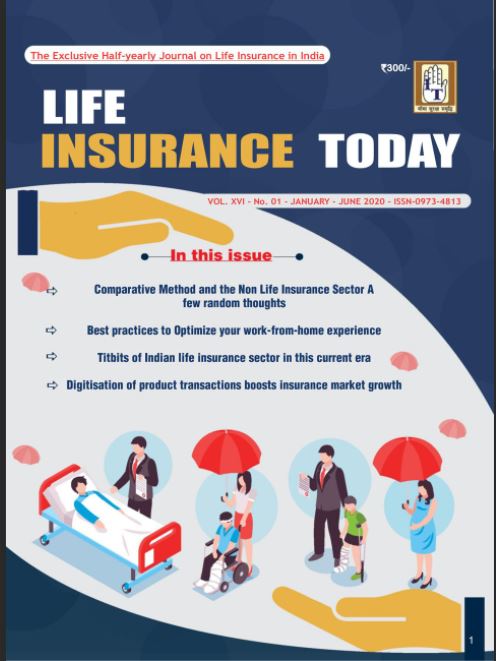 The Exclusive Half-yearly Journal on Life Insurance in India
₹300/-
IT
LIFE
INSURANCE TODAY
VOL. XVI - No. 01 - JANUARY - JUNE 2020 - ISSN-0973-4813
In this issue
Comparative Method and the Non Life Insurance Sector A
few random thoughts
Best practices to Optimize your work-from-home experience
Titbits of Indian life insurance sector in this current era
Digitisation of product transactions boosts insurance market growth
1